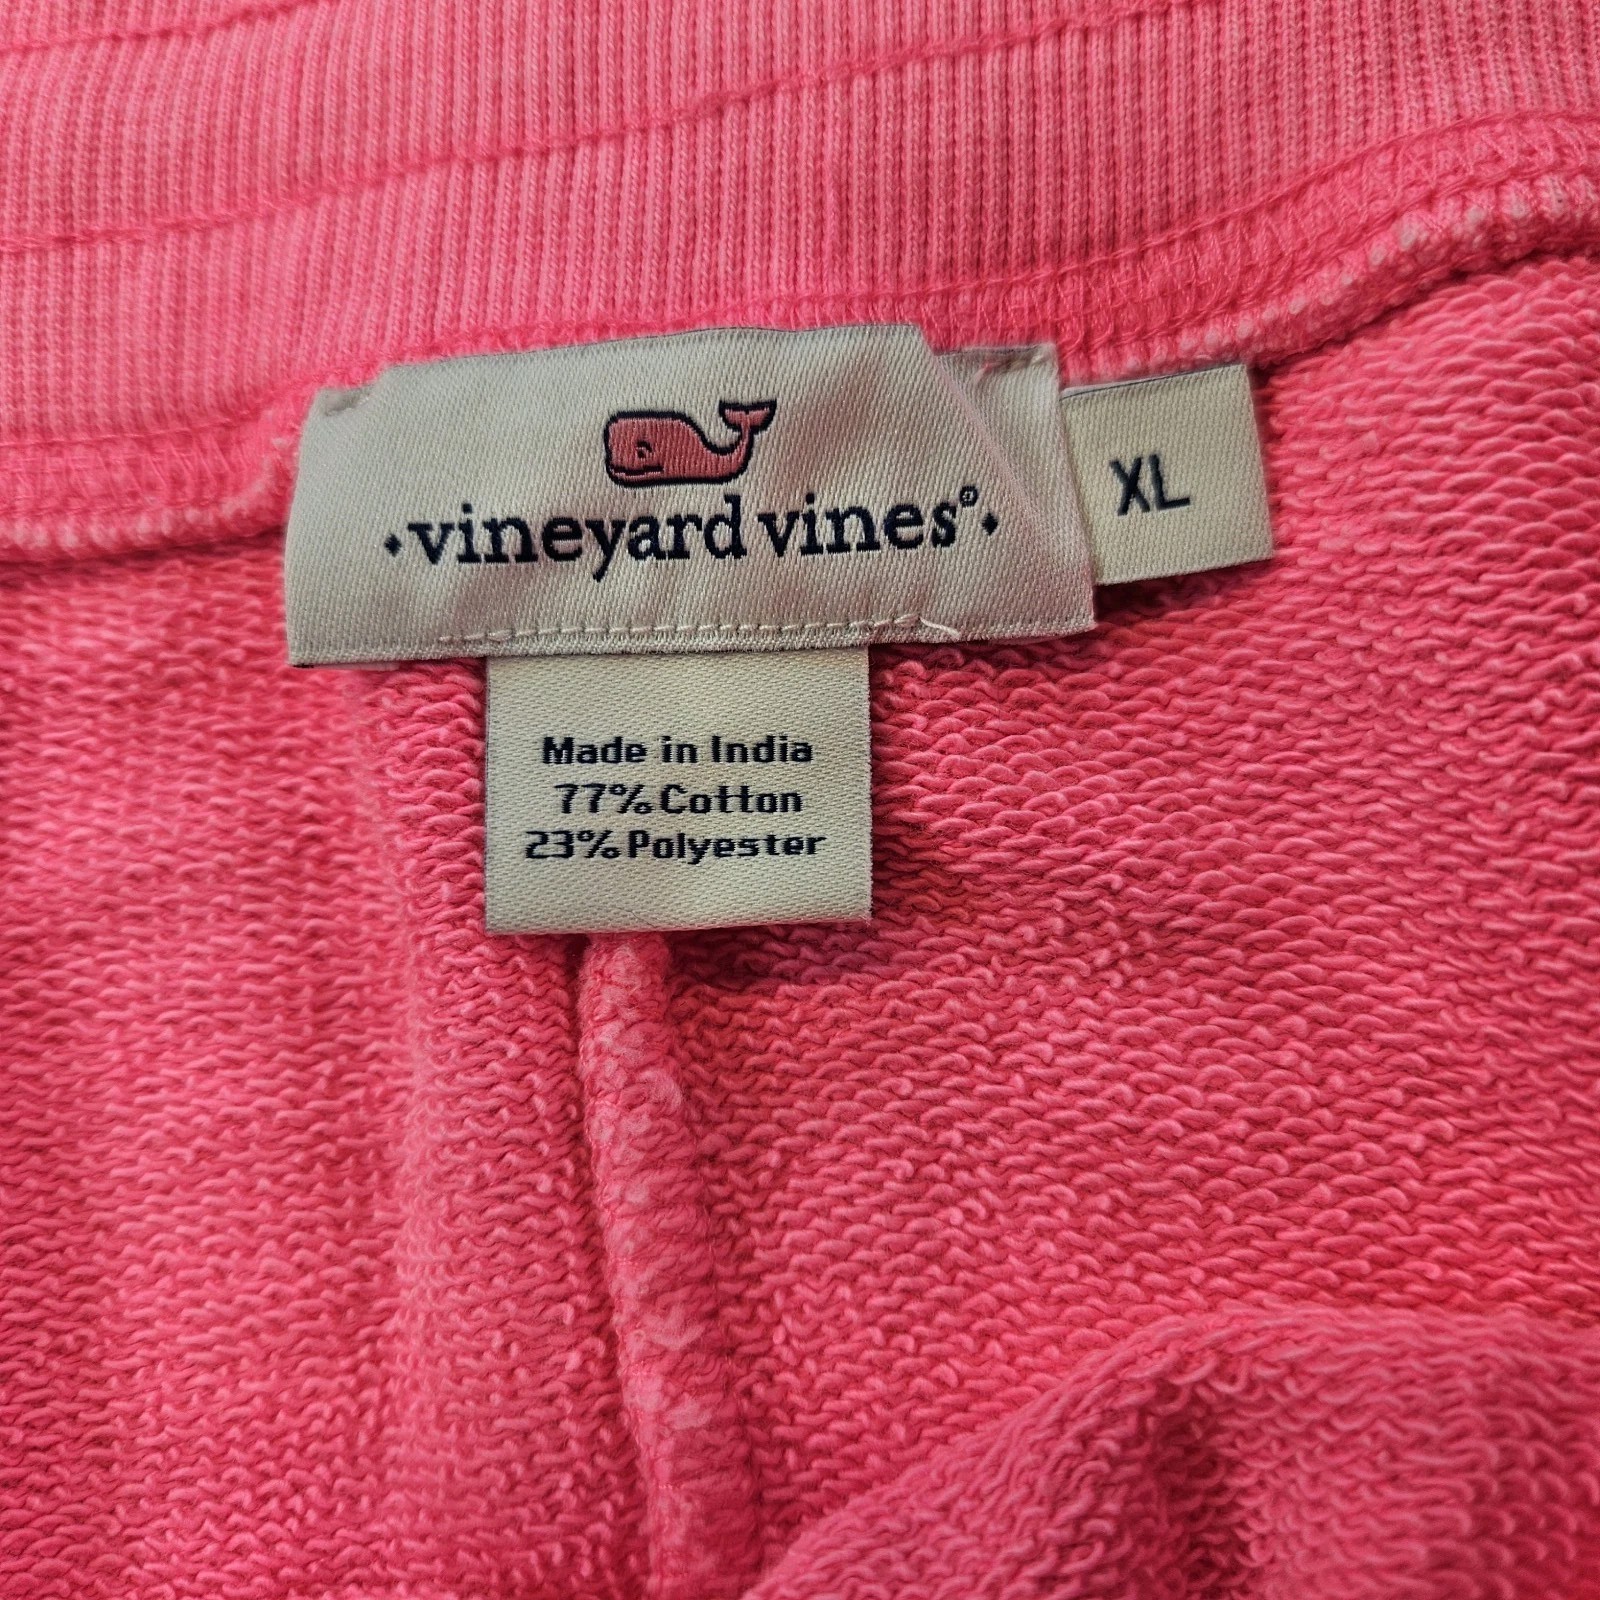 vineyard vines®
XL
Made in India
77% Cotton
23% Polyester